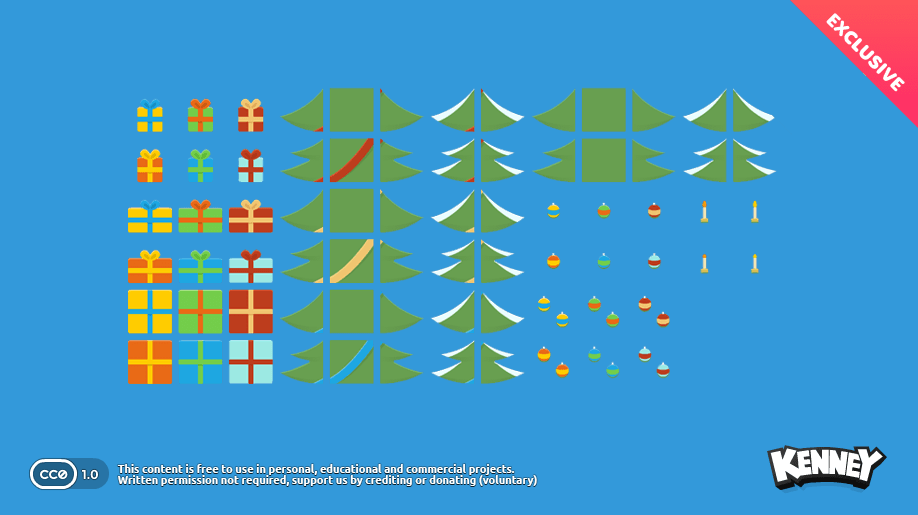 EXCLUSIVE
CC0 1.0
This content is free to use in personal, educational and commercial projects.
Written permission not required, support us by crediting or donating (voluntary)
KENNEY